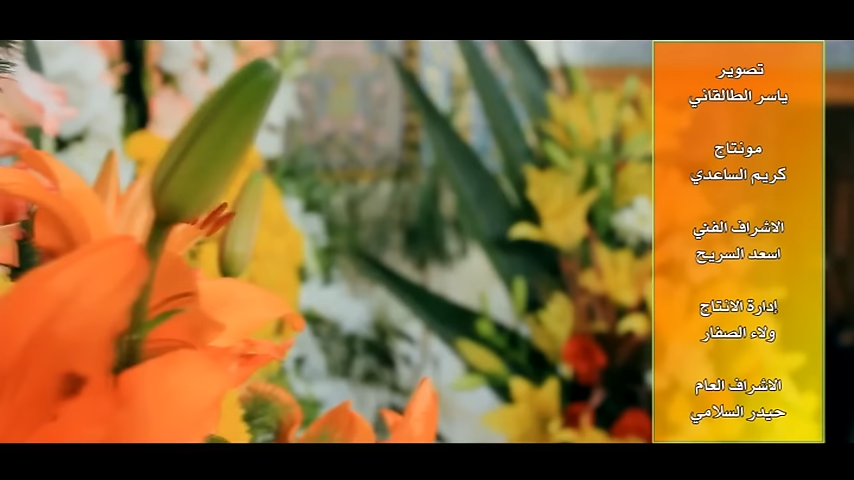 تصوير
ياسر الطالقاني
مونتاج
كريم الساعدي
الاشراف الفني
اسعد السريح
إدارة الانتاج
ولاء الصفار
الاشراف العام
حيدر السلامي